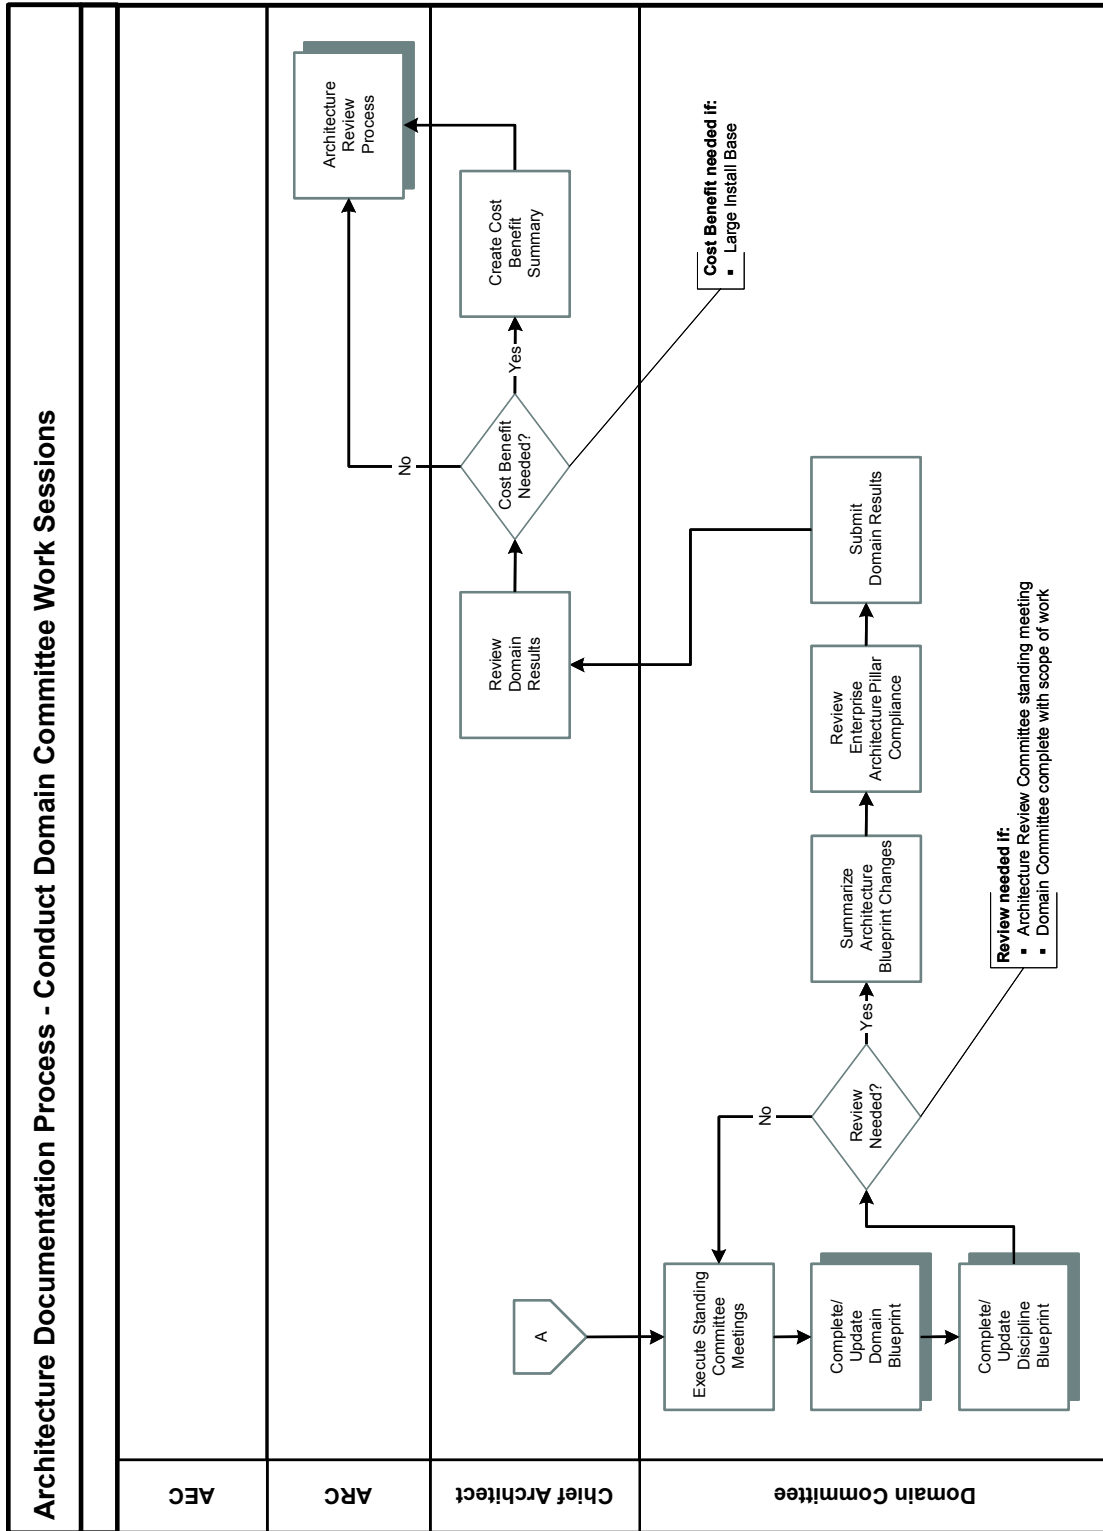 Architecture Documentation Process - Conduct Domain Committee Work Sessions
AEC
ARC
Architecture
Review
Process
Chief Architect
A
Review
Domain
Results
Cost Benefit
Needed?
No
Yes
Create Cost
Benefit
Summary
Cost Benefit needed if:
▪ Large Install Base
Domain Committee
Execute Standing
Committee
Meetings
Complete/
Update
Domain
Blueprint
Complete/
Update
Discipline
Blueprint
Review
Needed?
No
Yes
Summarize
Architecture
Blueprint Changes
Review
Enterprise
Architecture Pillar
Compliance
Submit
Domain Results
Review needed if:
▪ Architecture Review Committee standing meeting
▪ Domain Committee complete with scope of work